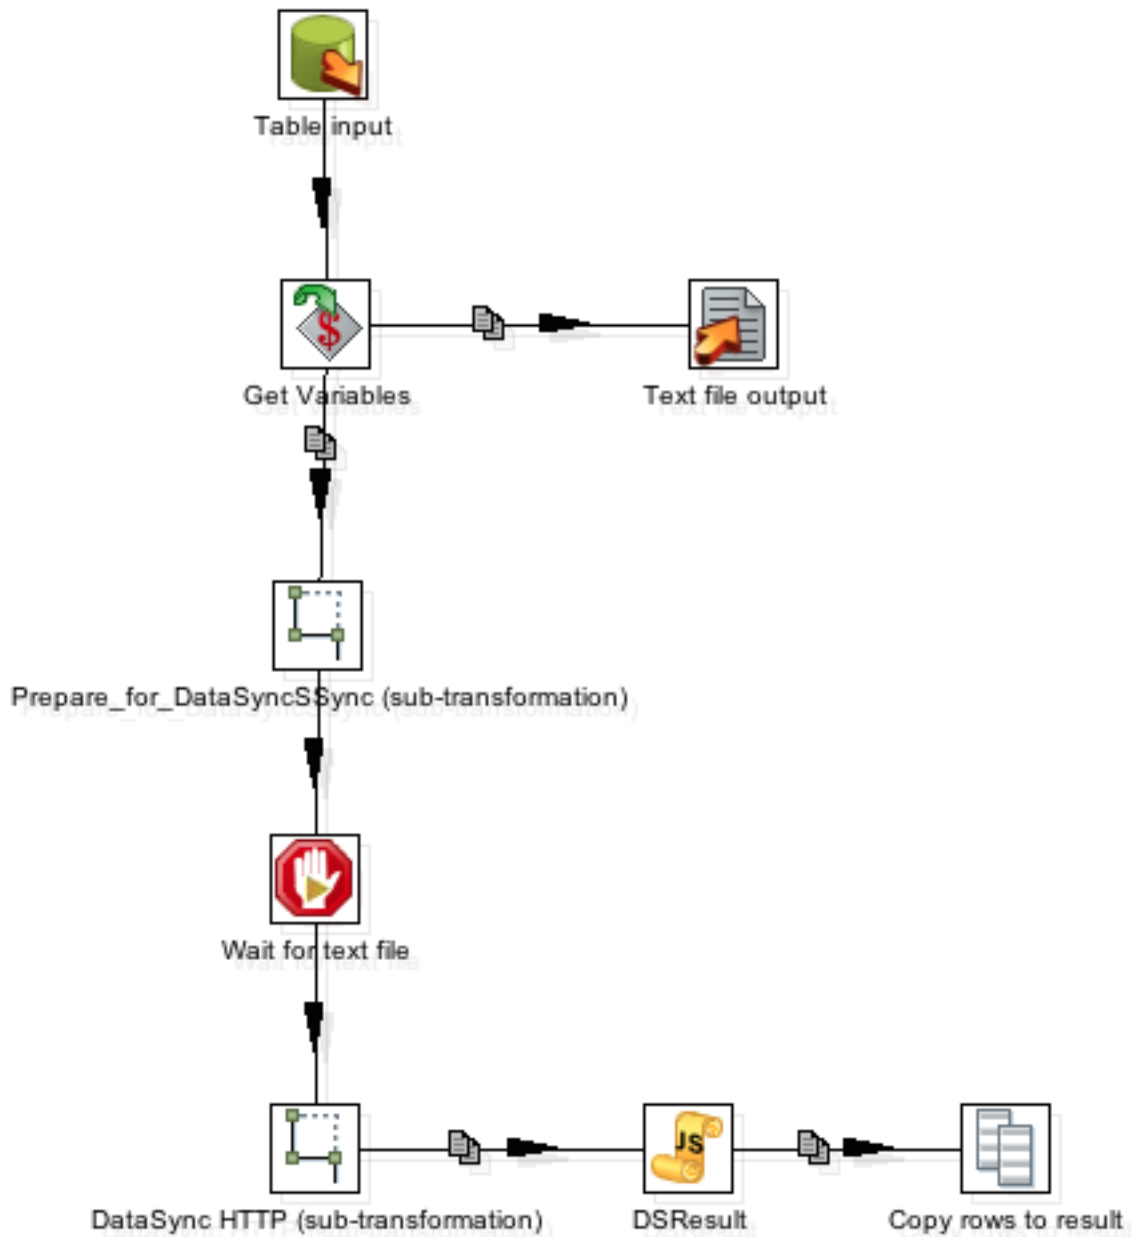 Table input
$
Get Variables
Text file output
Prepare_for_DataSyncSSync (sub-transformation)
Wait for text file
JS
DataSync HTTP (sub-transformation)
DSResult
Copy rows to result